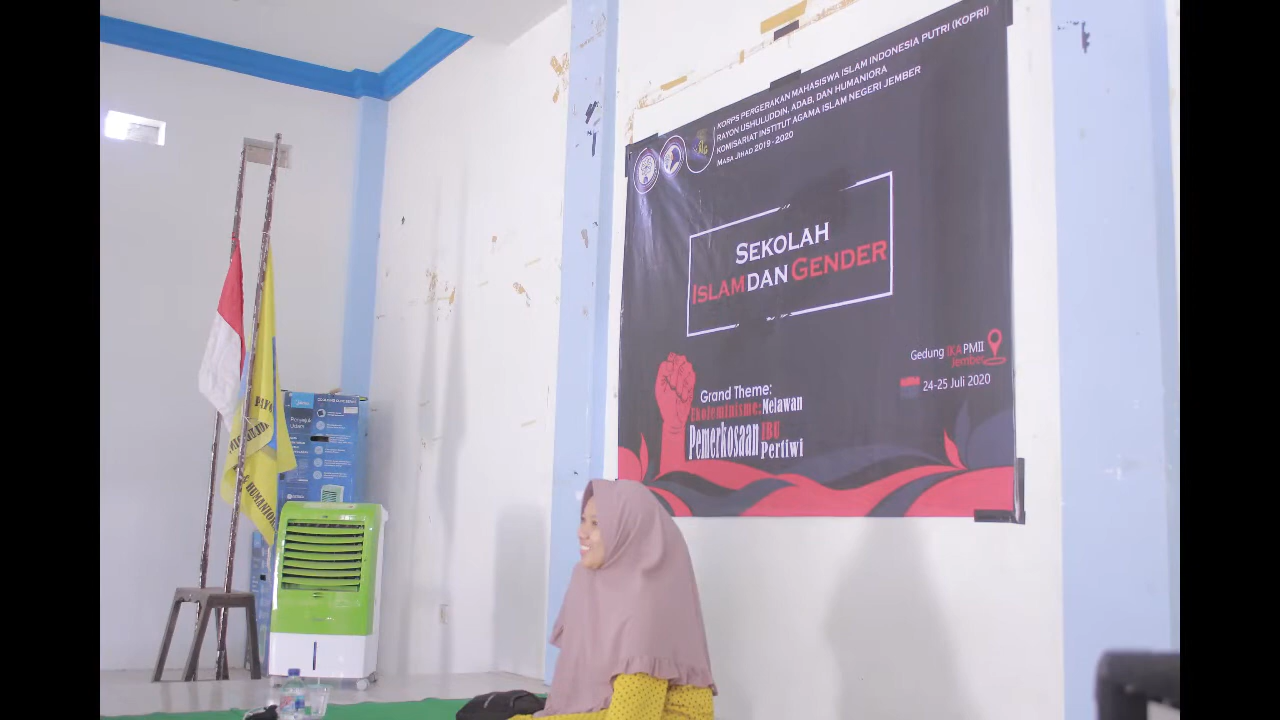 KORPS PERGERAKAN MAHASISWA ISLAM INDONESIA PUTRI (KOPRI)
RAYON USHULUDDIN, ADAB, DAN HUMANIORA
KOMISARIAT INSTITUT AGAMA ISLAM NEGERI JEMBER
MASA JIHAD 2019-2020
SEKOLAH
ISLAM DAN GENDER
Gedung IKA PMII
Jember
24-25 Juli 2020
Grand Theme:
Ekofeminisme: Melawan
Pemerkosaan IBU
Pertiwi
Midea
HUMANIORA